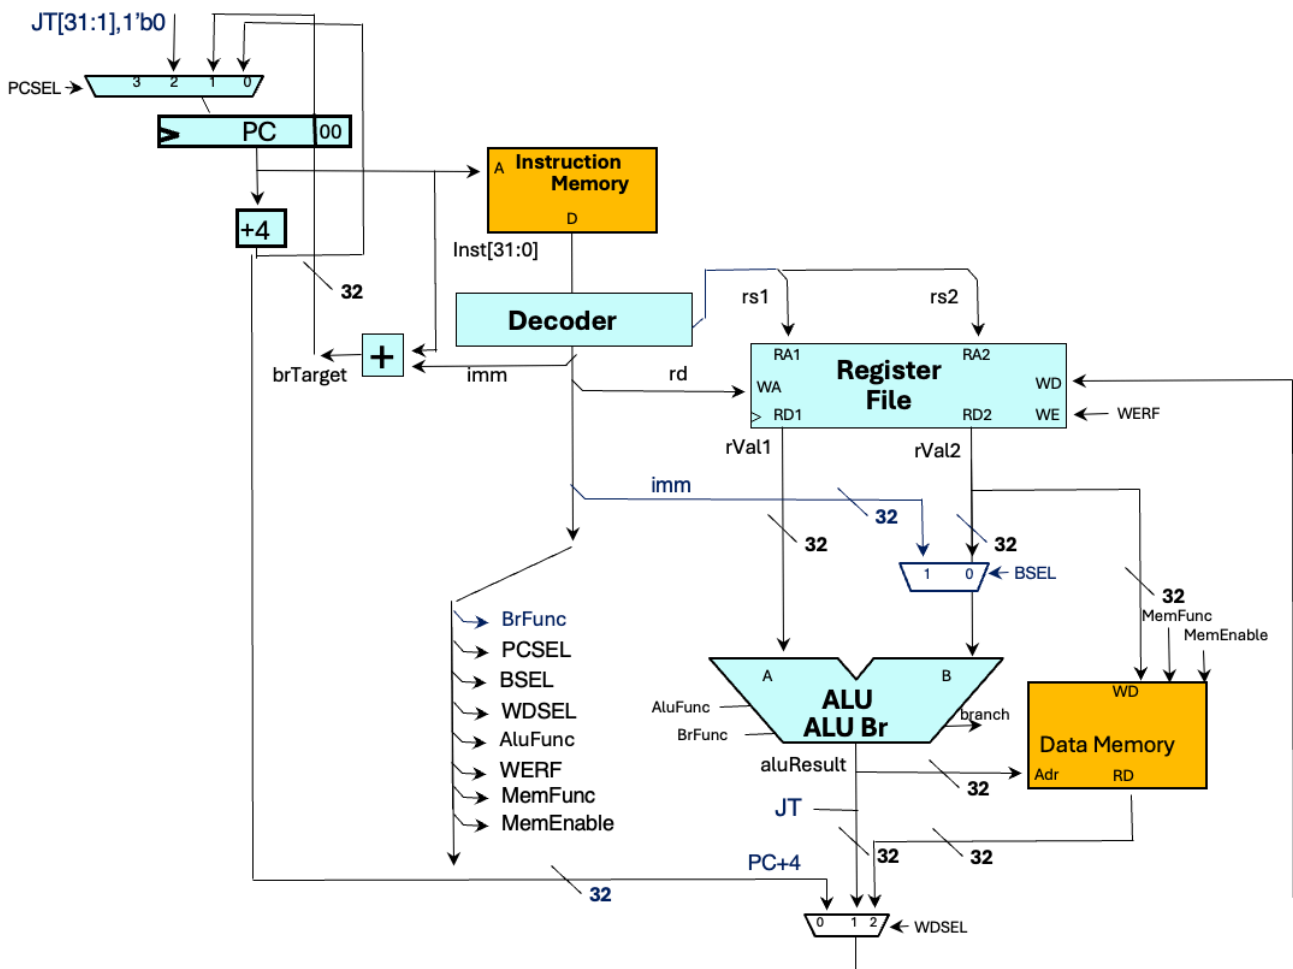 JT[31:1],1'b0
PCSEL
3 2 1 0
PC 00
A Instruction
Memory
D
+4
Inst[31:0]
32
rs1
rs2
Decoder
+
brTarget
imm
rd
RA1
RA2
Register
File
WA
WD
RD1
RD2
WE
WERF
rVal1
rVal2
imm
32
32
32
1 0
BSEL
32
MemFunc
MemEnable
BrFunc
PCSEL
BSEL
WDSEL
AluFunc
WERF
MemFunc
MemEnable
A
B
ALU
ALU Br
AluFunc
BrFunc
branch
WD
Data Memory
Adr
RD
aluResult
32
JT
32
32
PC+4
32
0 1 2
WDSEL